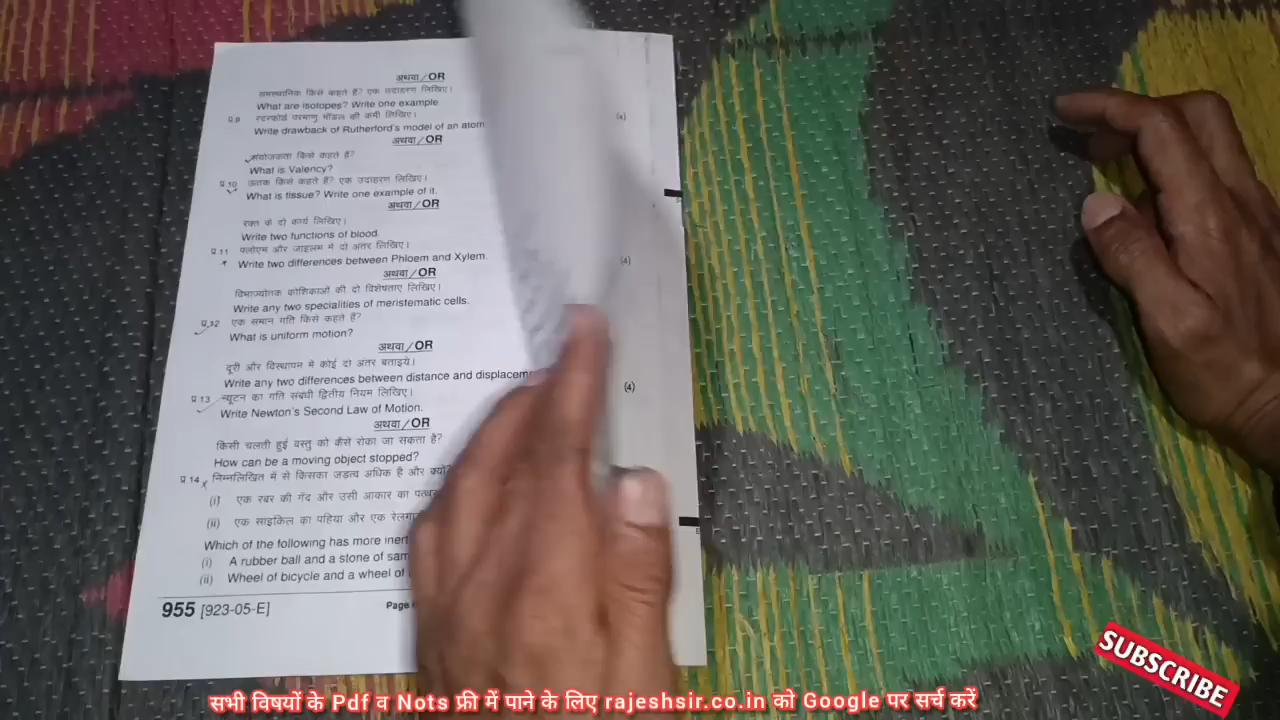 अथवा/OR
समस्थानिक किसे कहते हैं? एक उदाहरण लिखिए।
What are isotopes? Write one example
प्र.9 रदरफोर्ड परमाणु मॉडल की कमी लिखिए।
Write drawback of Rutherford's model of an atom
अथवा/OR
संयोजकता किसे कहते हैं?
What is Valency?
प्र.10 ऊतक किसे कहते हैं? एक उदाहरण लिखिए।
What is tissue? Write one example of it.
अथवा/OR
रक्त के दो कार्य लिखिए।
Write two functions of blood.
प्र.11 फ्लोएम और जाइलम में दो अंतर लिखिए।
Write two differences between Phloem and Xylem.
अथवा/OR
विभाज्योतक कोशिकाओं की दो विशेषताए लिखिए।
Write any two specialities of meristematic cells.
प्र.12 एक समान गति किसे कहते हैं?
What is uniform motion?
अथवा/OR
दूरी और विस्थापन में कोई दो अंतर बताइये।
Write any two differences between distance and
प्र.13 न्यूटन का गति संबंधी द्वितीय नियम लिखिए।
Write Newton's Second Law of Motion.
अथवा/OR
किसी चलती हुई वस्तु को कैसे रोका जा सकता है?
How can be a moving object stopped?
प्र.14 निम्नलिखित में से किसका जडत्व अधिक है और क्यों?
(i) एक रबर की गेंद और उसी आकार का
(ii) एक साइकिल का पहिया और एक
Which of the following has more
(i) A rubber ball and a stone of
(ii) Wheel of bicycle and a wheel of
955 [923-05-E]
(4)
(4)
(4)
SUBSCRIBE
सभी विषयों के Pdf व Nots फ्री में पाने के लिए rajeshsir.co.in को Google पर सर्च करें